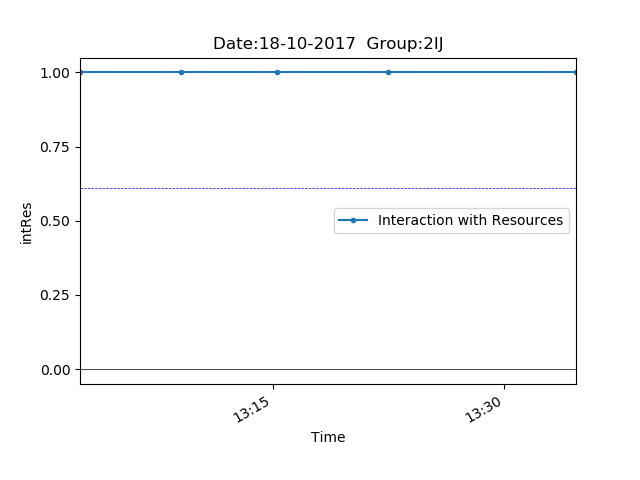 Date:18-10-2017  Group:2IJ
1.00
0.75
0.50
0.25
0.00
intRes
Interaction with Resources
13:15
13:30
Time